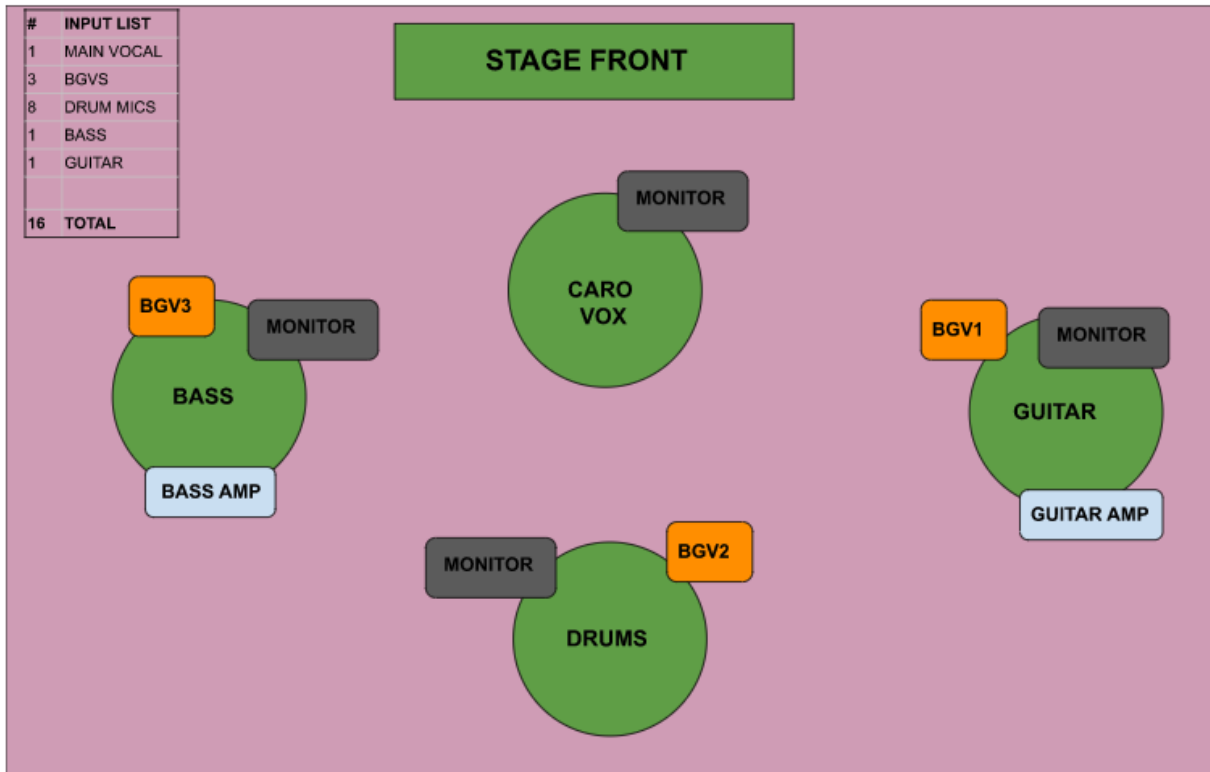 # INPUT LIST
1 MAIN VOCAL
3 BGVS
8 DRUM MICS
1 BASS
1 GUITAR
16 TOTAL
STAGE FRONT
MONITOR
CARO
VOX
BGV3
MONITOR
BASS
BASS AMP
BGV1
MONITOR
GUITAR
GUITAR AMP
MONITOR
BGV2
DRUMS